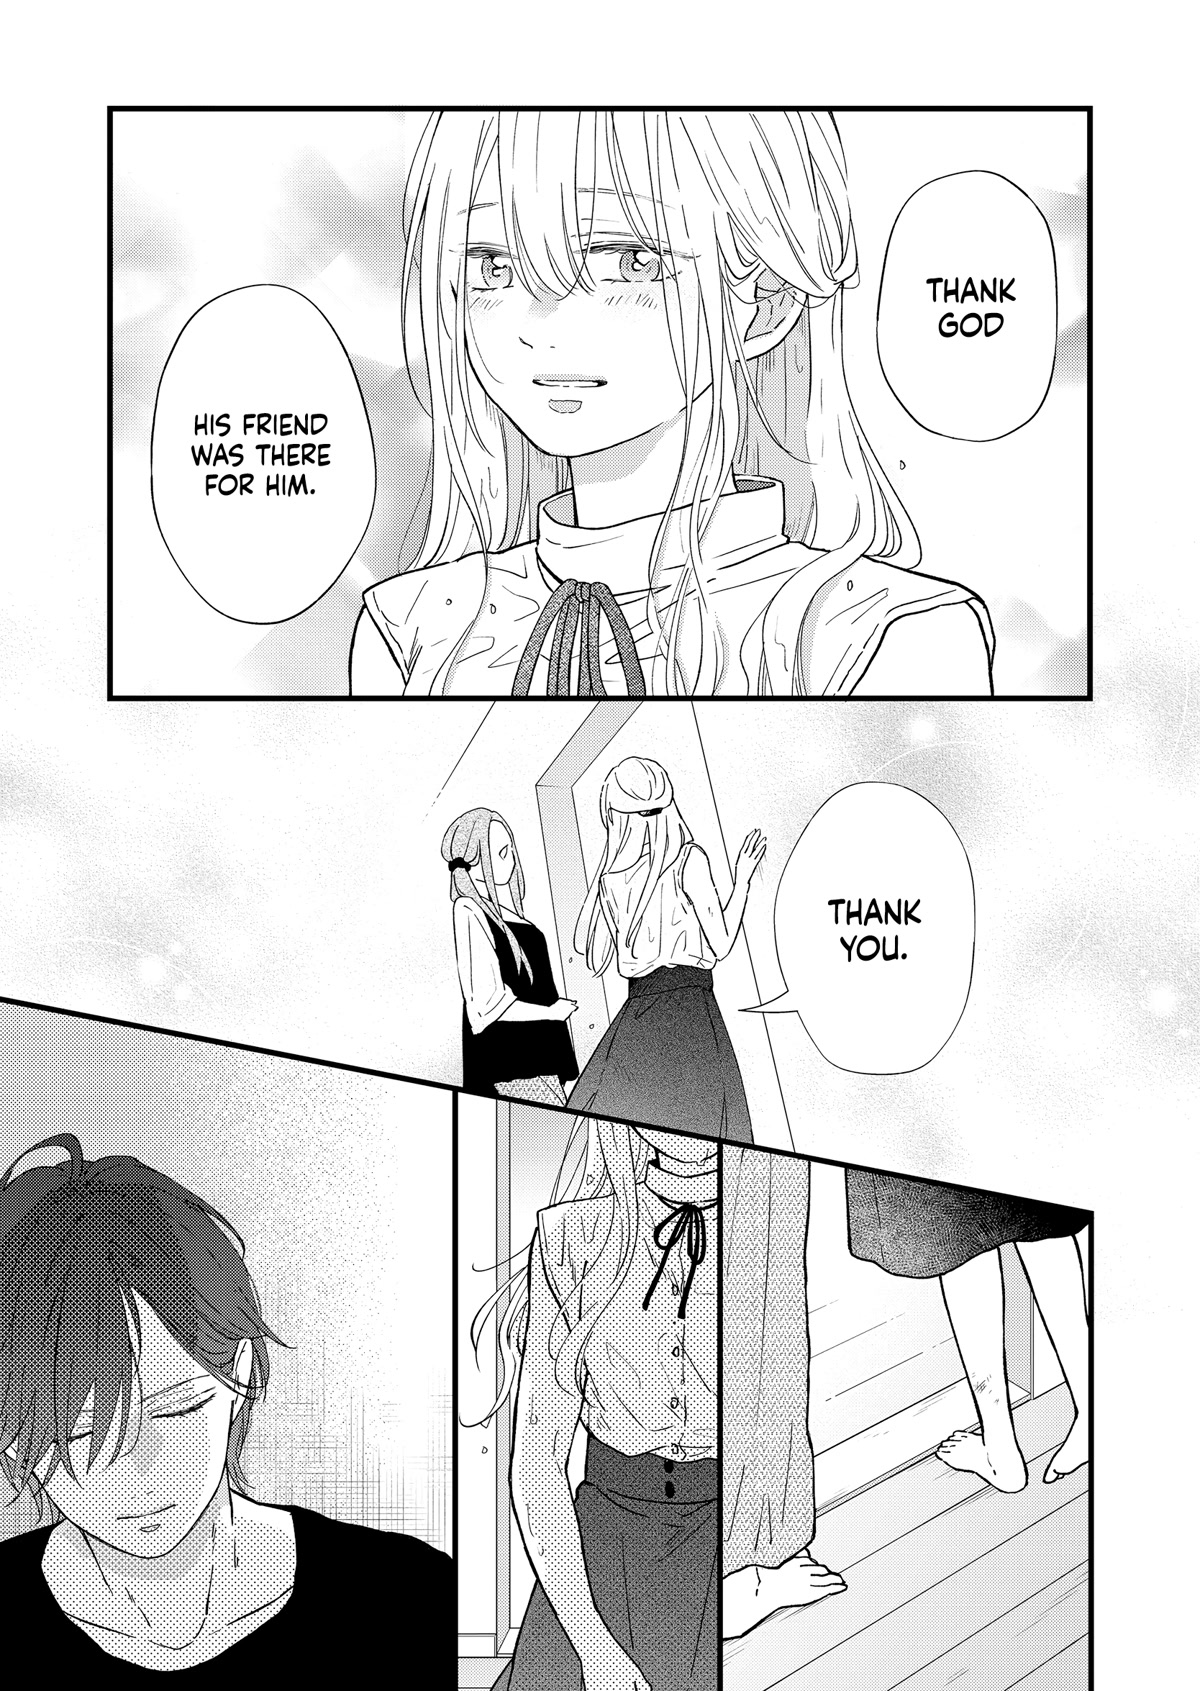 THANK
GOD
HIS FRIEND
WAS THERE
FOR HIM.
THANK
YOU.